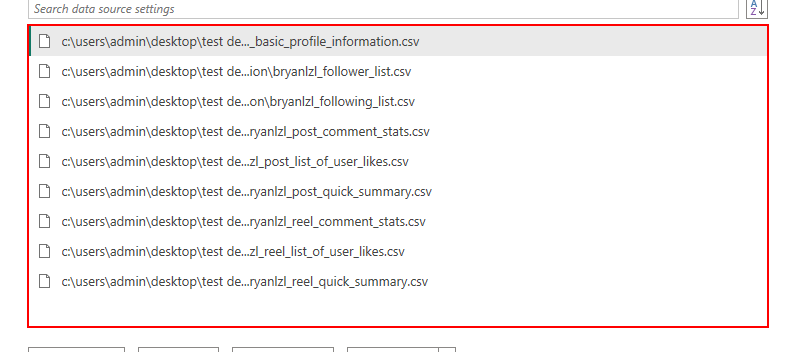 Search data source settings
A
Z
c:\users\admin\desktop\test de..._basic_profile_information.csv
c:\users\admin\desktop\test de...ion\bryanlzl_follower_list.csv
c:\users\admin\desktop\test de...on\bryanlzl_following_list.csv
c:\users\admin\desktop\test de...ryanlzl_post_comment_stats.csv
c:\users\admin\desktop\test de...zl_post_list_of_user_likes.csv
c:\users\admin\desktop\test de...ryanlzl_post_quick_summary.csv
c:\users\admin\desktop\test de...ryanlzl_reel_comment_stats.csv
c:\users\admin\desktop\test de...zl_reel_list_of_user_likes.csv
c:\users\admin\desktop\test de...ryanlzl_reel_quick_summary.csv